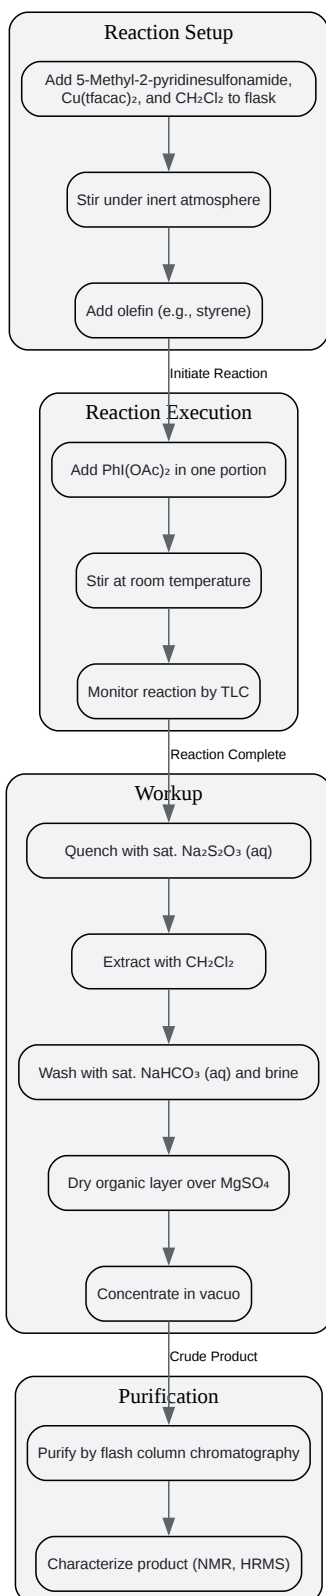 Reaction Setup
Add 5-Methyl-2-pyridinesulfonamide,
Cu(tfacac)₂, and CH₂Cl₂ to flask
Stir under inert atmosphere
Add olefin (e.g., styrene)
Initiate Reaction
Reaction Execution
Add PhI(OAc)₂ in one portion
Stir at room temperature
Monitor reaction by TLC
Reaction Complete
Workup
Quench with sat. Na₂S₂O₃ (aq)
Extract with CH₂Cl₂
Wash with sat. NaHCO₃ (aq) and brine
Dry organic layer over MgSO₄
Concentrate in vacuo
Crude Product
Purification
Purify by flash column chromatography
Characterize product (NMR, HRMS)